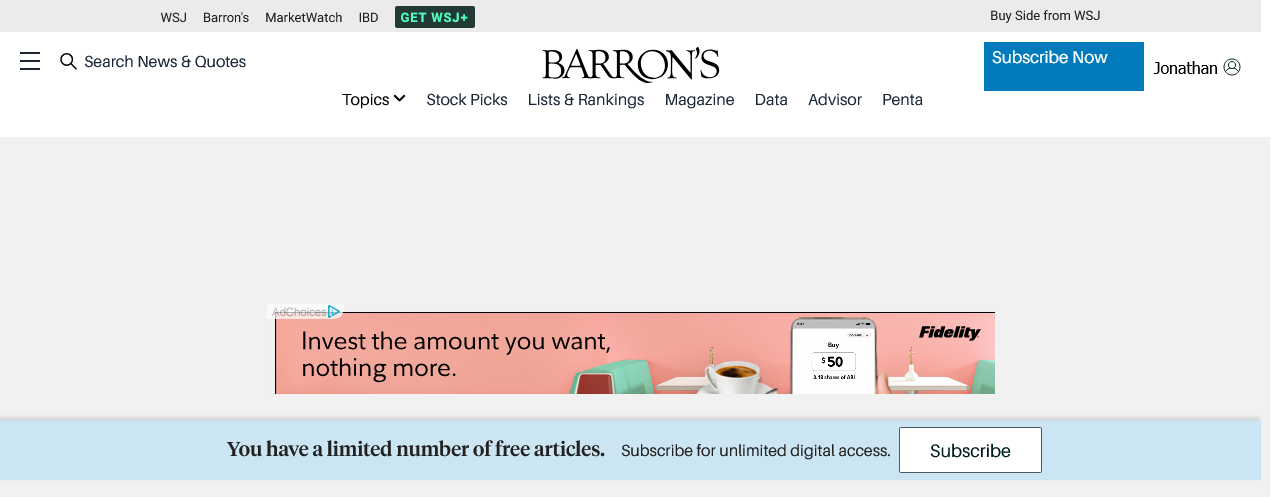 WSJ Barron's MarketWatch IBD GET WSJ+ Buy Side from WSJ
Search News & Quotes BARRON'S Subscribe Now Jonathan
Topics Stock Picks Lists & Rankings Magazine Data Advisor Penta
AdChoices
Invest the amount you want,
nothing more.
Fidelity
Buy
$ 50
You have a limited number of free articles. Subscribe for unlimited digital access. Subscribe